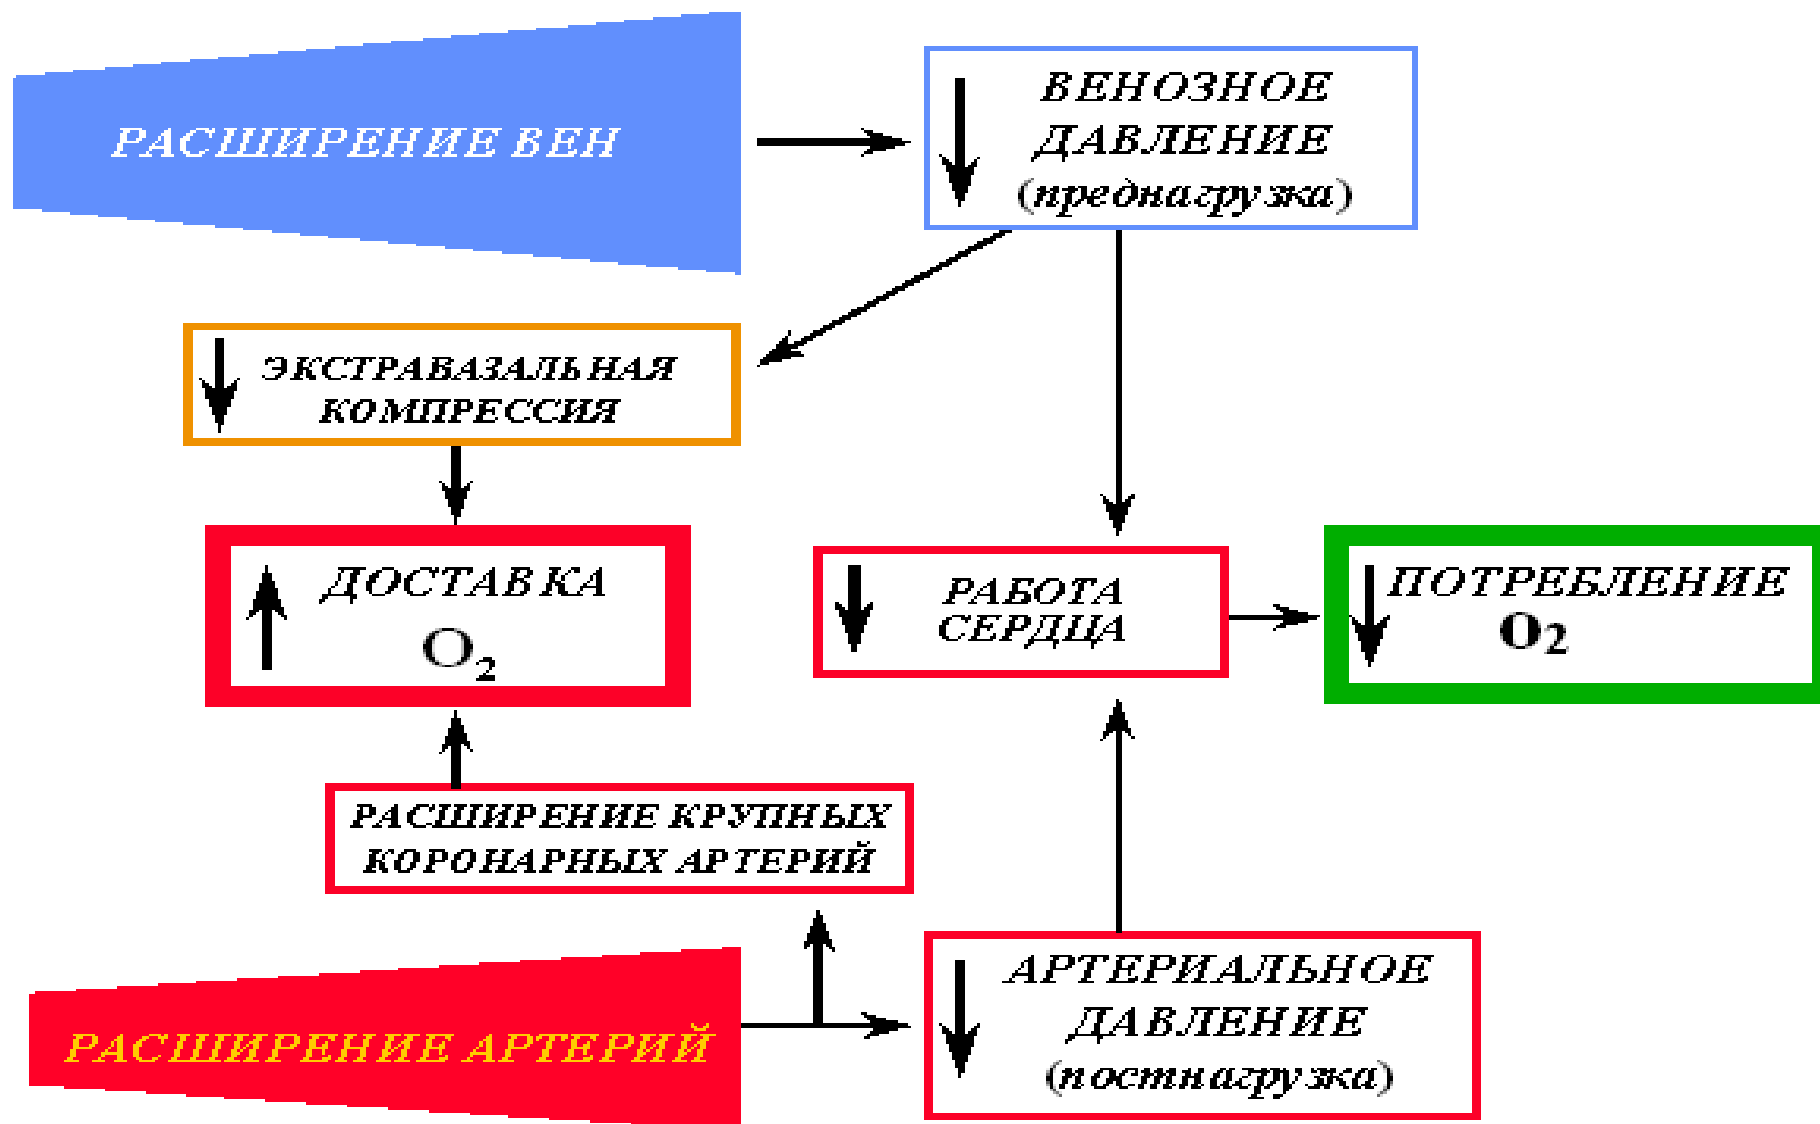 РАСШИРЕНИЕ ВЕН
ВЕНОЗНОЕ
ДАВЛЕНИЕ
(преднагрузка)
ЭКСТРАВАЗАЛЬНАЯ
КОМПРЕССИЯ
ДОСТАВКА
O₂
РАБОТА
СЕРДЦА
ПОТРЕБЛЕНИЕ
O₂
РАСШИРЕНИЕ КРУПНЫХ
КОРОНАРНЫХ АРТЕРИЙ
РАСШИРЕНИЕ АРТЕРИЙ
АРТЕРИАЛЬНОЕ
ДАВЛЕНИЕ
(постнагрузка)